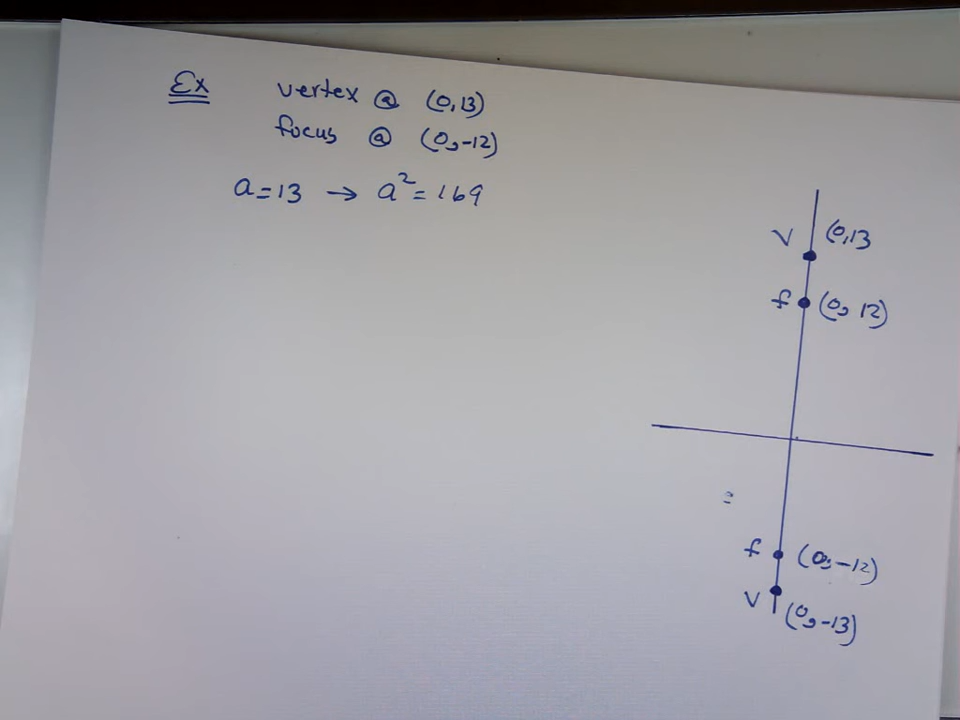 Ex vertex @ (0,13)
focus @ (0,-12)
a=13 → a²=169
V (0,13
f (0, 12)
=
f (0,-12)
V (0,-13)